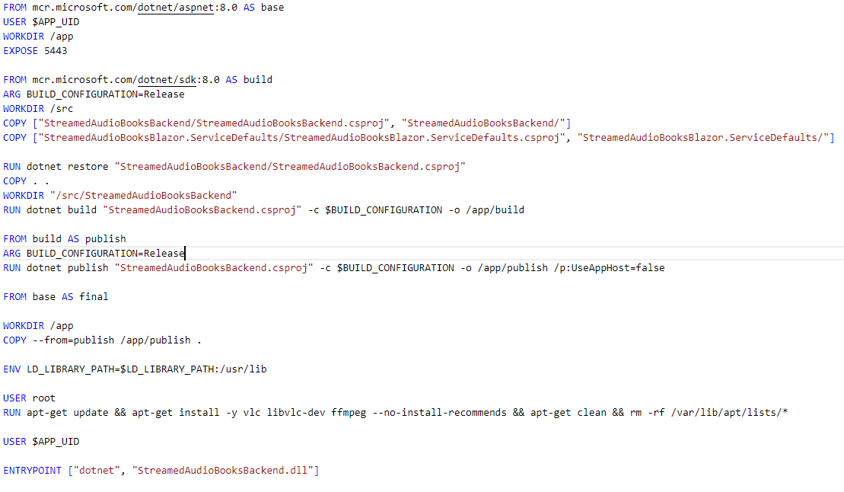 FROM mcr.microsoft.com/dotnet/aspnet:8.0 AS base
USER $APP_UID
WORKDIR /app
EXPOSE 5443
FROM mcr.microsoft.com/dotnet/sdk:8.0 AS build
ARG BUILD_CONFIGURATION=Release
WORKDIR /src
COPY ["StreamedAudioBooksBackend/StreamedAudioBooksBackend.csproj", "StreamedAudioBooksBackend/"]
COPY ["StreamedAudioBooksBlazor.ServiceDefaults/StreamedAudioBooksBlazor.ServiceDefaults.csproj", "StreamedAudioBooksBlazor.ServiceDefaults/"]
RUN dotnet restore "StreamedAudioBooksBackend/StreamedAudioBooksBackend.csproj"
COPY . .
WORKDIR "/src/StreamedAudioBooksBackend"
RUN dotnet build "StreamedAudioBooksBackend.csproj" -c $BUILD_CONFIGURATION -o /app/build
FROM build AS publish
ARG BUILD_CONFIGURATION=Release
RUN dotnet publish "StreamedAudioBooksBackend.csproj" -c $BUILD_CONFIGURATION -o /app/publish /p:UseAppHost=false
FROM base AS final
WORKDIR /app
COPY --from=publish /app/publish .
ENV LD_LIBRARY_PATH=$LD_LIBRARY_PATH:/usr/lib
USER root
RUN apt-get update && apt-get install -y vlc libvlc-dev ffmpeg --no-install-recommends && apt-get clean && rm -rf /var/lib/apt/lists/*
USER $APP_UID
ENTRYPOINT ["dotnet", "StreamedAudioBooksBackend.dll"]